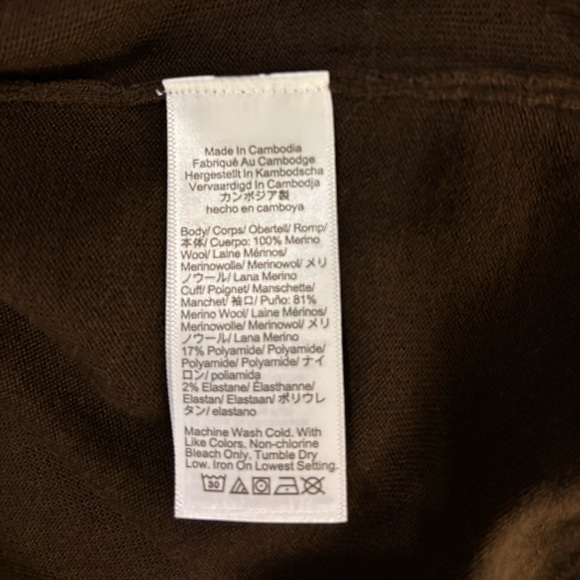 Made In Cambodia
Fabriqué Au Cambodge
Hergestellt In Kambodscha
Vervaardigd In Cambodja
カンボジア製
hecho en camboya
Body/ Corps/ Oberteil/ Romp/
本体/ Cuerpo: 100% Merino
Wool/ Laine Mérinos/
Merinowolle/ Merinowol/ メリ
ノウール/ Lana Merino
Cuff/ Poignet/ Manschette/
Manchet/ 袖口/ Puño: 81%
Merino Wool/ Laine Mérinos/
Merinowolle/ Merinowol/ メリ
ノウール/ Lana Merino
17% Polyamide/ Polyamide/
Polyamide/ Polyamide/ ナイ
ロン/ poliamida
2% Elastane/ Élasthanne/
Elastan/ Elastaan/ ポリウレ
タン/ elastano
Machine Wash Cold. With
Like Colors. Non-chlorine
Bleach Only. Tumble Dry
Low. Iron On Lowest Setting.
30